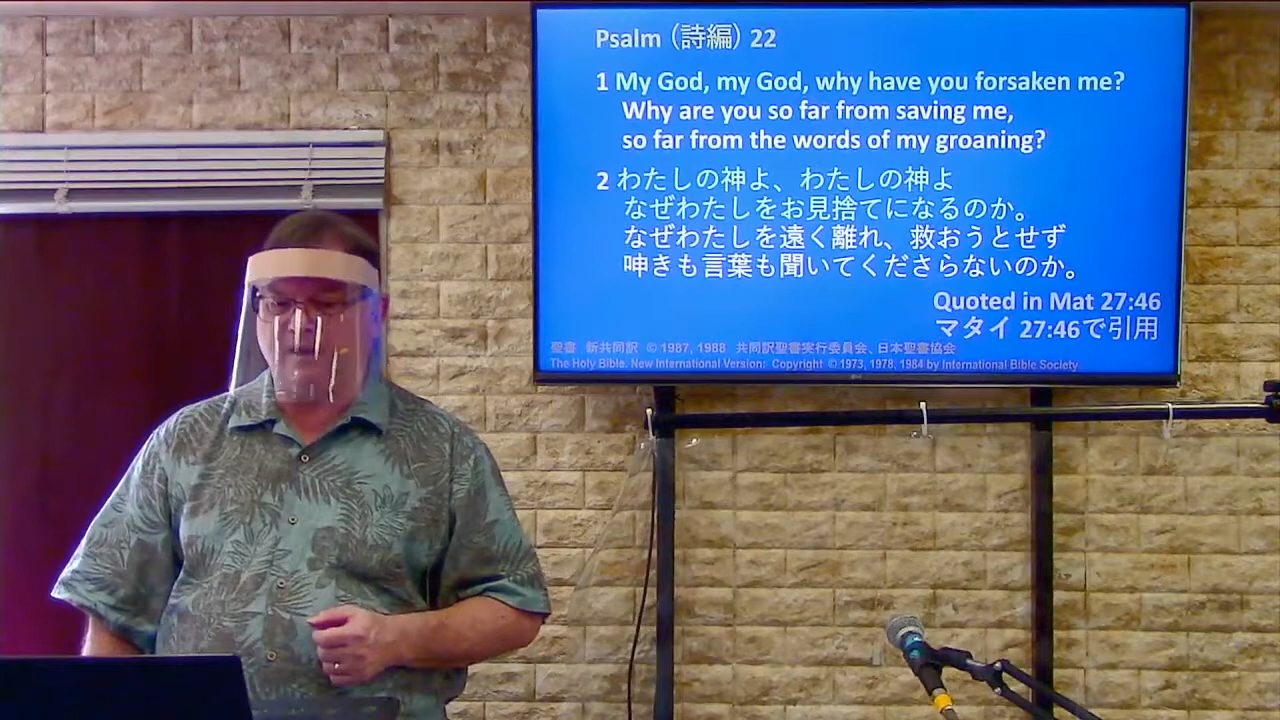 Psalm （詩編） 22
1 My God, my God, why have you forsaken me?
Why are you so far from saving me,
so far from the words of my groaning?
2 わたしの神よ、わたしの神よ
なぜわたしをお見捨てになるのか。
なぜわたしを遠く離れ、救おうとせず
呻きも言葉も聞いてくださらないのか。
Quoted in Mat 27:46
マタイ 27:46で引用
聖書 新共同訳 © 1987, 1988 共同訳聖書実行委員会、日本聖書協会
The Holy Bible. New International Version: Copyright © 1973, 1978, 1984 by International Bible Society